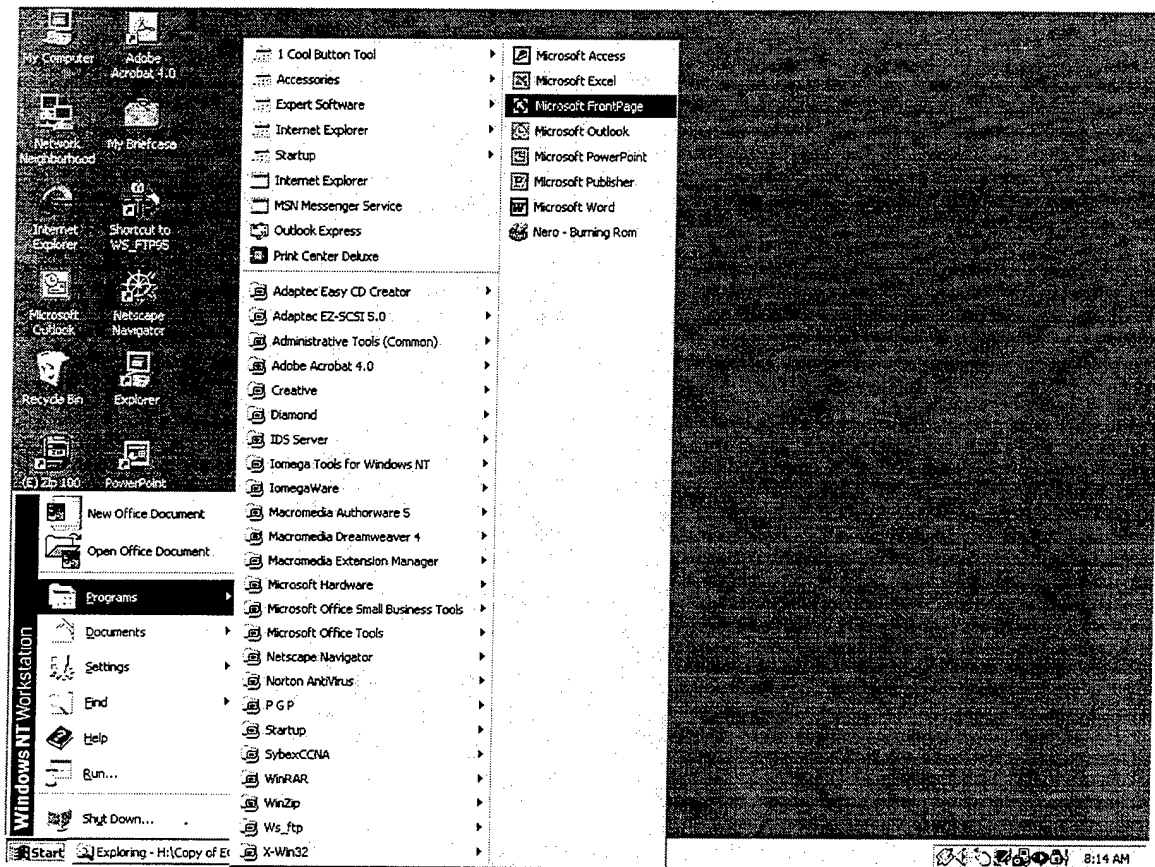 My Computer
Adobe
Acrobat 4.0
Network
Neighborhood
My Briefcase
Internet
Explorer
Shortcut to
WS_FTP95
Microsoft
Outlook
Netscape
Navigator
Recycle Bin
Explorer
(E) Zip 100
PowerPoint
New Office Document
Open Office Document
Programs
Documents
Settings
Find
Help
Run...
Shut Down...
Windows NT Workstation
1 Cool Button Tool
Accessories
Expert Software
Internet Explorer
Startup
Internet Explorer
MSN Messenger Service
Outlook Express
Print Center Deluxe
Adaptec Easy CD Creator
Adaptec EZ-SCSI 5.0
Administrative Tools (Common)
Adobe Acrobat 4.0
Creative
Diamond
IDS Server
Iomega Tools for Windows NT
IomegaWare
Macromedia Authorware 5
Macromedia Dreamweaver 4
Macromedia Extension Manager
Microsoft Hardware
Microsoft Office Small Business Tools
Microsoft Office Tools
Netscape Navigator
Norton AntiVirus
P G P
Startup
SybexCCNA
WinRAR
WinZip
Ws_ftp
X-Win32
Microsoft Access
Microsoft Excel
Microsoft FrontPage
Microsoft Outlook
Microsoft PowerPoint
Microsoft Publisher
Microsoft Word
Nero - Burning Rom
Start
Exploring - H:\Copy of
8:14 AM